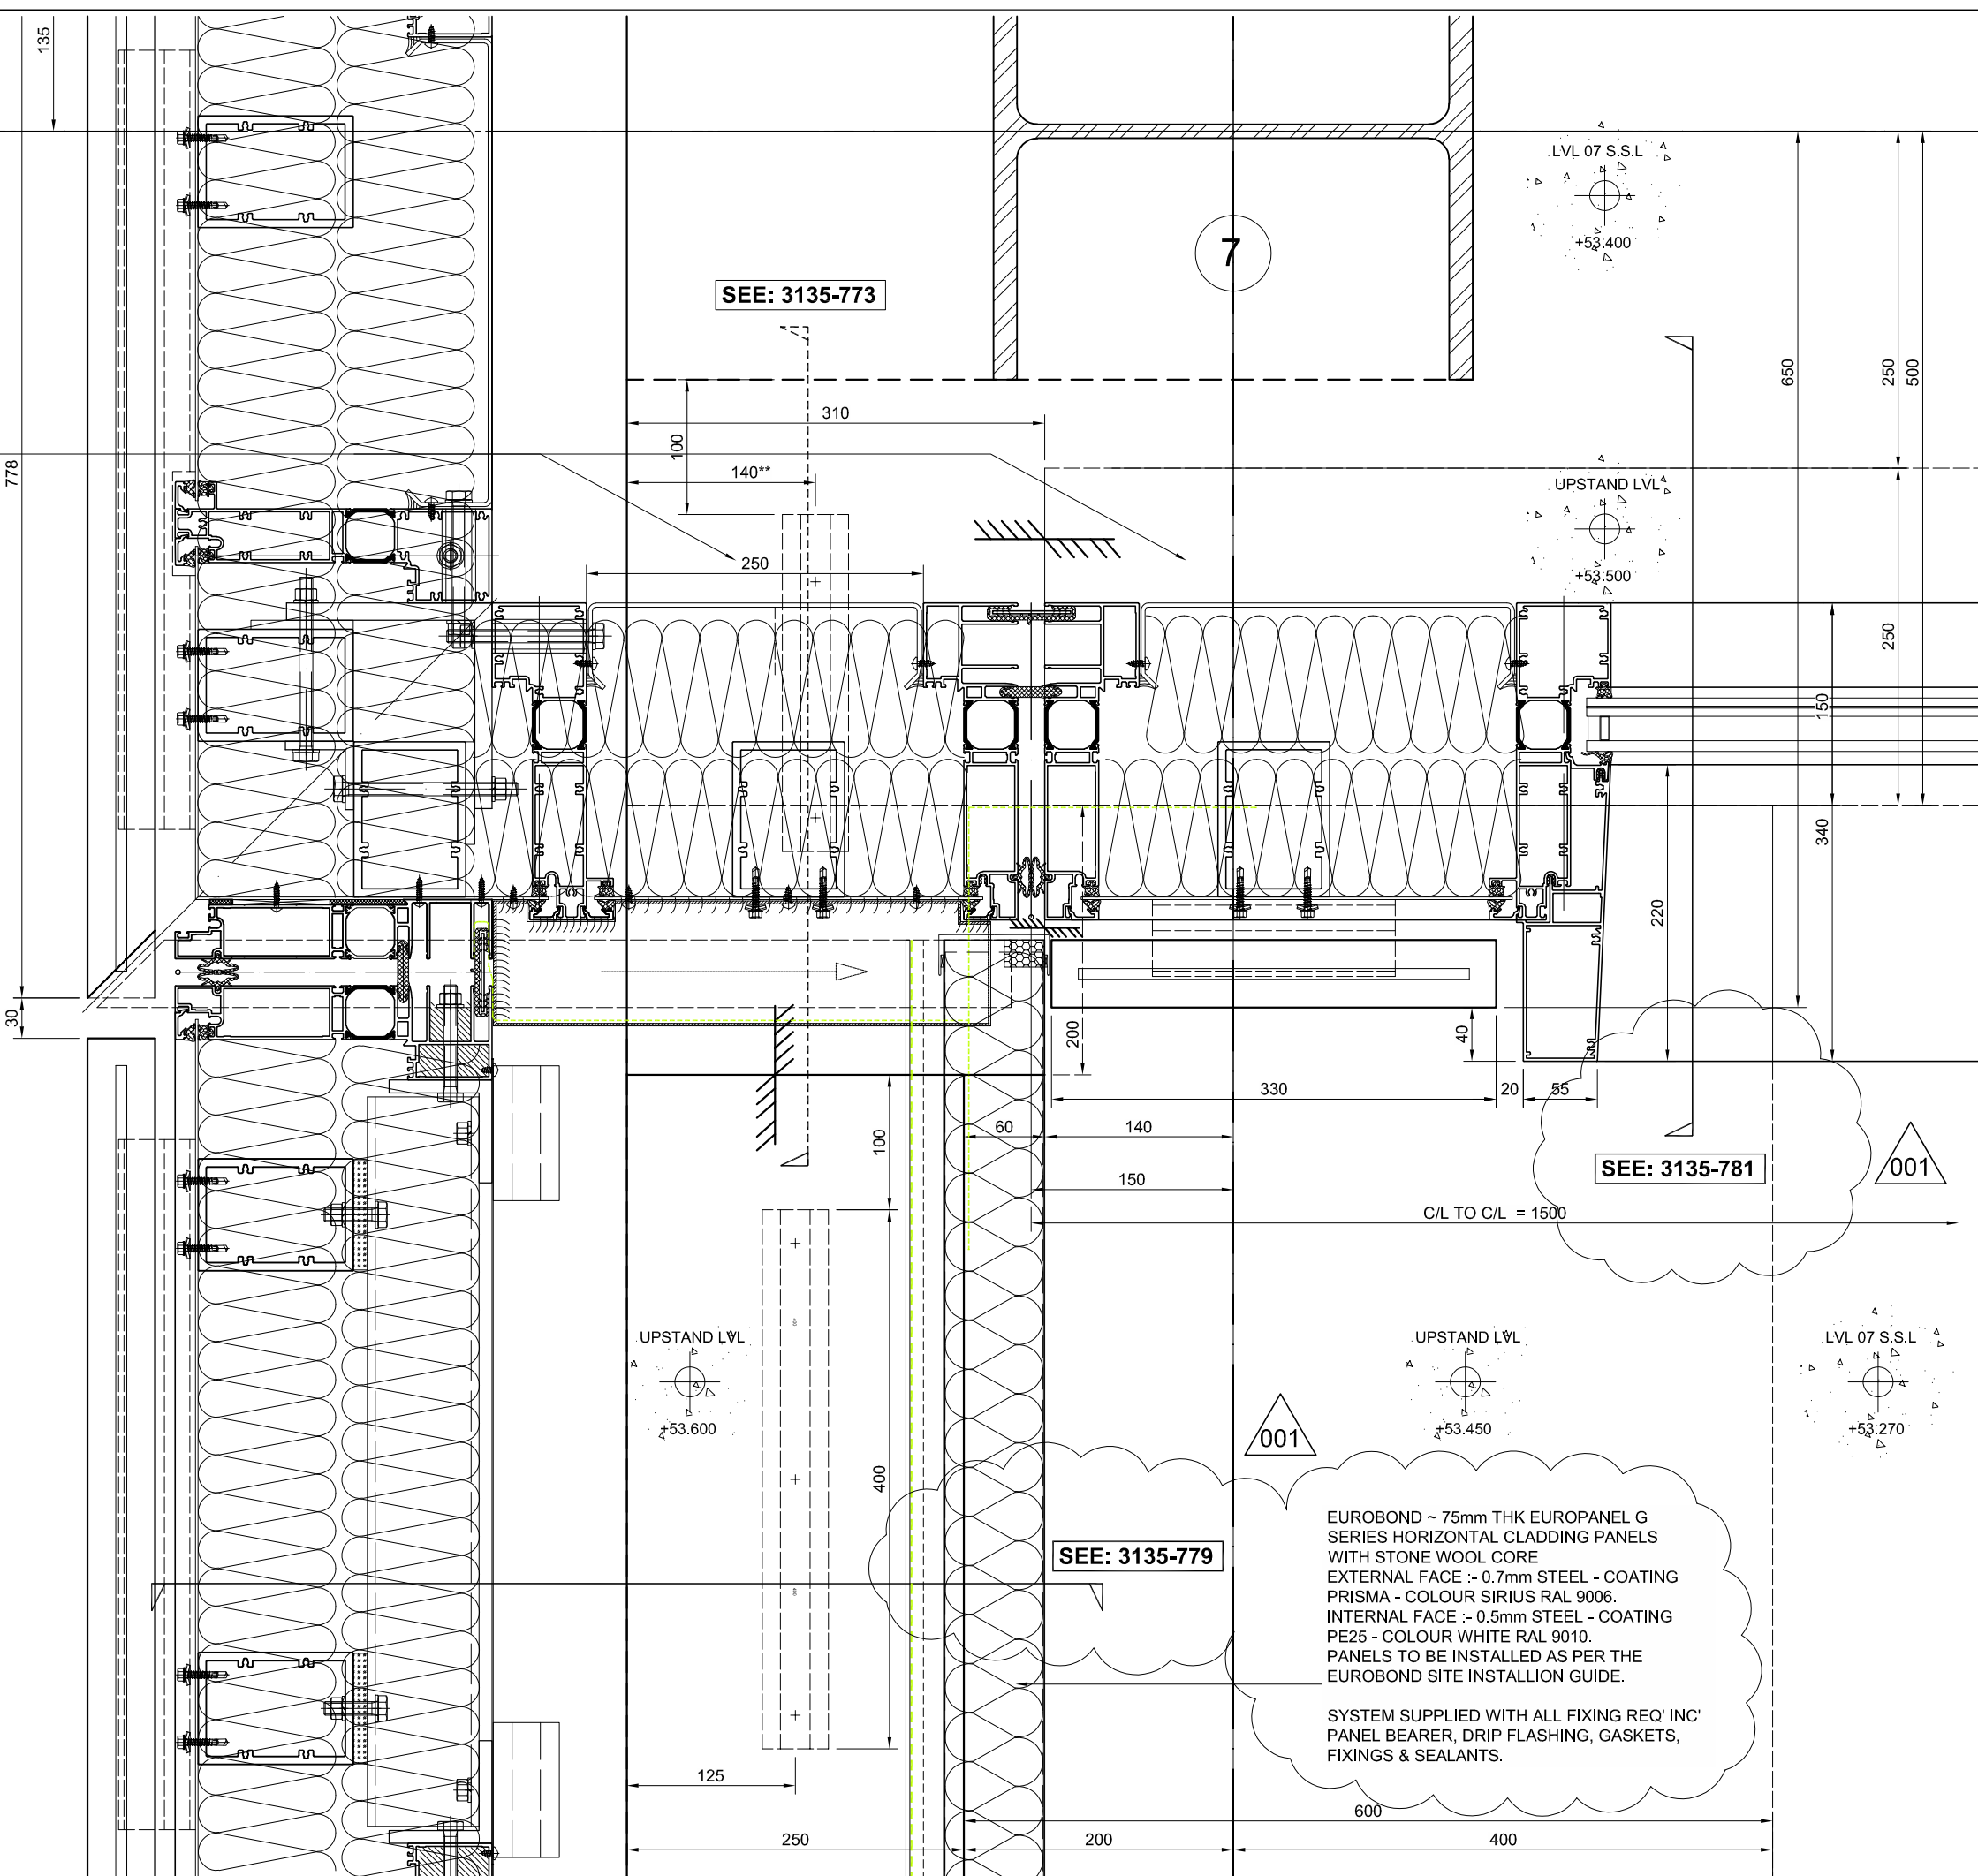 135
7
LVL 07 S.S.L
+53.400
SEE: 3135-773
650
250
500
310
100
140**
778
UPSTAND LVL
+53.500
250
250
150
340
220
200
40
30
330
20
55
60
140
100
150
SEE: 3135-781
001
C/L TO C/L = 1500
UPSTAND LVL
+53.600
UPSTAND LVL
+53.450
LVL 07 S.S.L
+53.270
001
400
SEE: 3135-779
EUROBOND ~ 75mm THK EUROPANEL G
SERIES HORIZONTAL CLADDING PANELS
WITH STONE WOOL CORE
EXTERNAL FACE :- 0.7mm STEEL - COATING
PRISMA - COLOUR SIRIUS RAL 9006.
INTERNAL FACE :- 0.5mm STEEL - COATING
PE25 - COLOUR WHITE RAL 9010.
PANELS TO BE INSTALLED AS PER THE
EUROBOND SITE INSTALLION GUIDE.
SYSTEM SUPPLIED WITH ALL FIXING REQ' INC'
PANEL BEARER, DRIP FLASHING, GASKETS,
FIXINGS & SEALANTS.
125
600
250
200
400